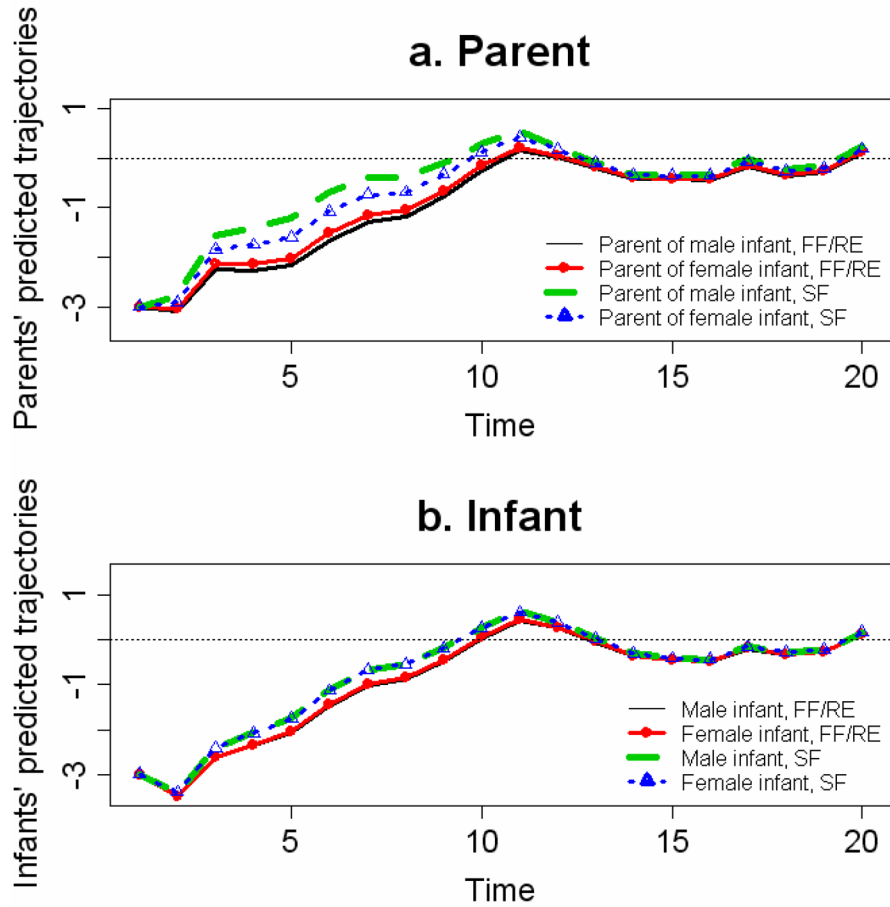 a. Parent
Parents' predicted trajectories
1
-1
-3
Parent of male infant, FF/RE
Parent of female infant, FF/RE
Parent of male infant, SF
Parent of female infant, SF
5 10 15 20
Time
b. Infant
Infants' predicted trajectories
1
-1
-3
Male infant, FF/RE
Female infant, FF/RE
Male infant, SF
Female infant, SF
5 10 15 20
Time